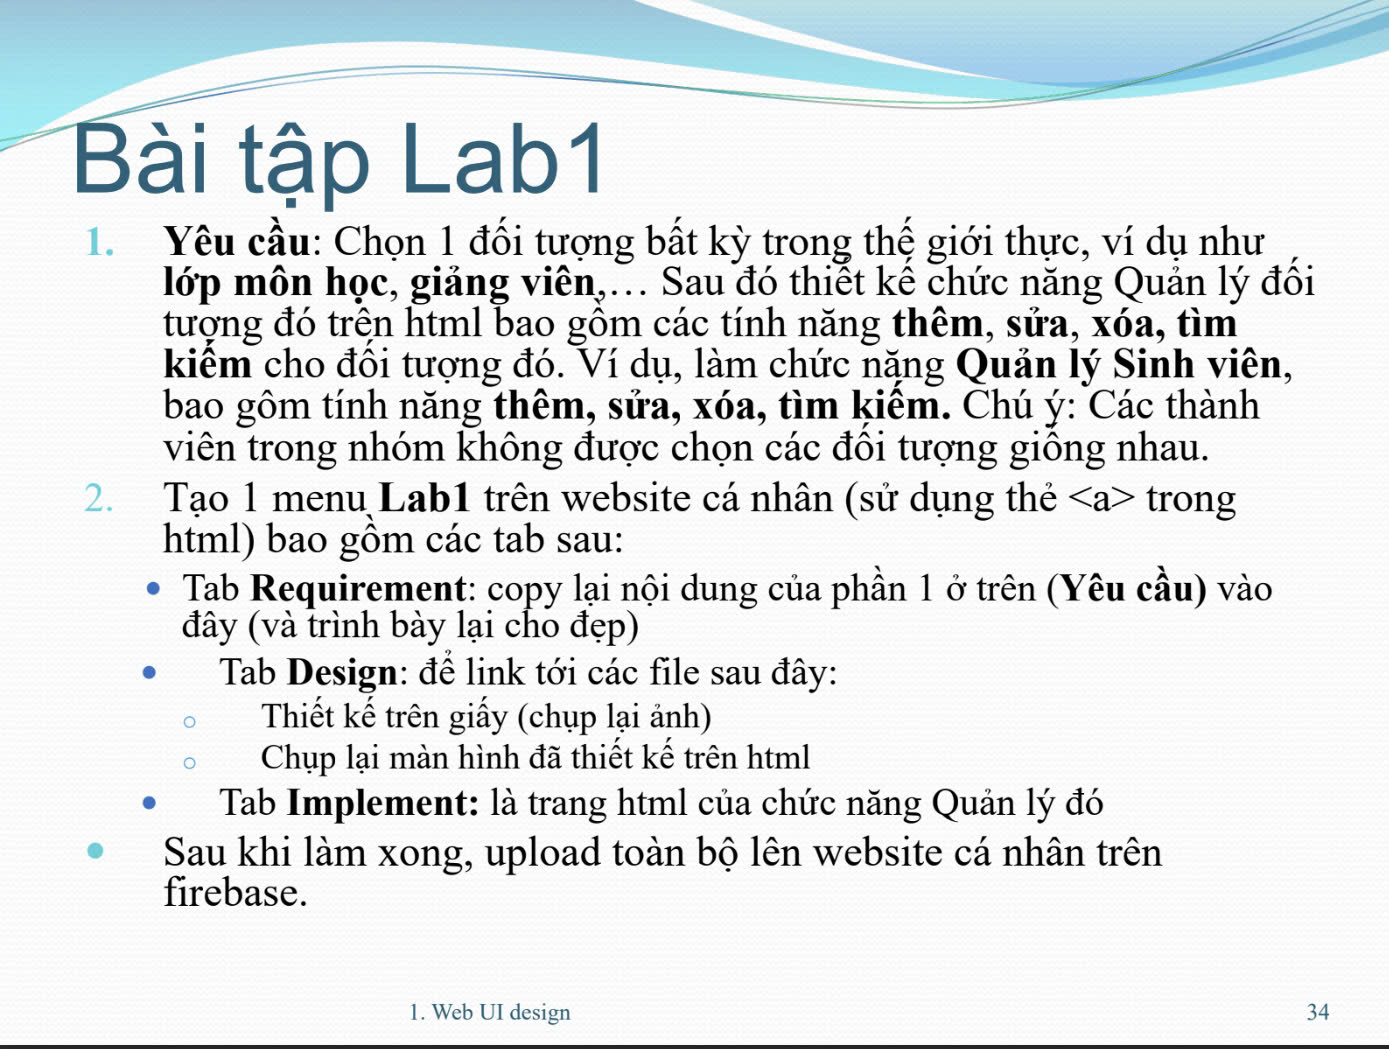 Bài tập Lab1
1. Yêu cầu: Chọn 1 đối tượng bất kỳ trong thế giới thực, ví dụ như
lớp môn học, giảng viên,… Sau đó thiết kế chức năng Quản lý đối
tượng đó trên html bao gồm các tính năng thêm, sửa, xóa, tìm
kiếm cho đối tượng đó. Ví dụ, làm chức năng Quản lý Sinh viên,
bao gôm tính năng thêm, sửa, xóa, tìm kiếm. Chú ý: Các thành
viên trong nhóm không được chọn các đối tượng giống nhau.
2. Tạo 1 menu Lab1 trên website cá nhân (sử dụng thẻ <a> trong
html) bao gồm các tab sau:
• Tab Requirement: copy lại nội dung của phần 1 ở trên (Yêu cầu) vào
đây (và trình bày lại cho đẹp)
• Tab Design: để link tới các file sau đây:
○ Thiết kế trên giấy (chụp lại ảnh)
○ Chụp lại màn hình đã thiết kế trên html
• Tab Implement: là trang html của chức năng Quản lý đó
• Sau khi làm xong, upload toàn bộ lên website cá nhân trên
firebase.
1. Web UI design
34